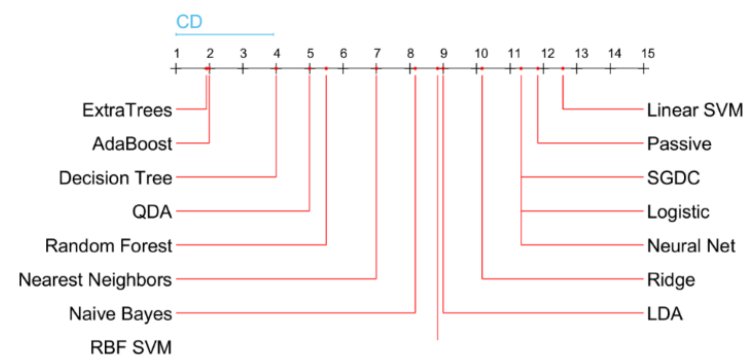 CD
1 2 3 4 5 6 7 8 9 10 11 12 13 14 15
ExtraTrees
Linear SVM
AdaBoost
Passive
Decision Tree
SGDC
QDA
Logistic
Random Forest
Neural Net
Nearest Neighbors
Ridge
Naive Bayes
LDA
RBF SVM